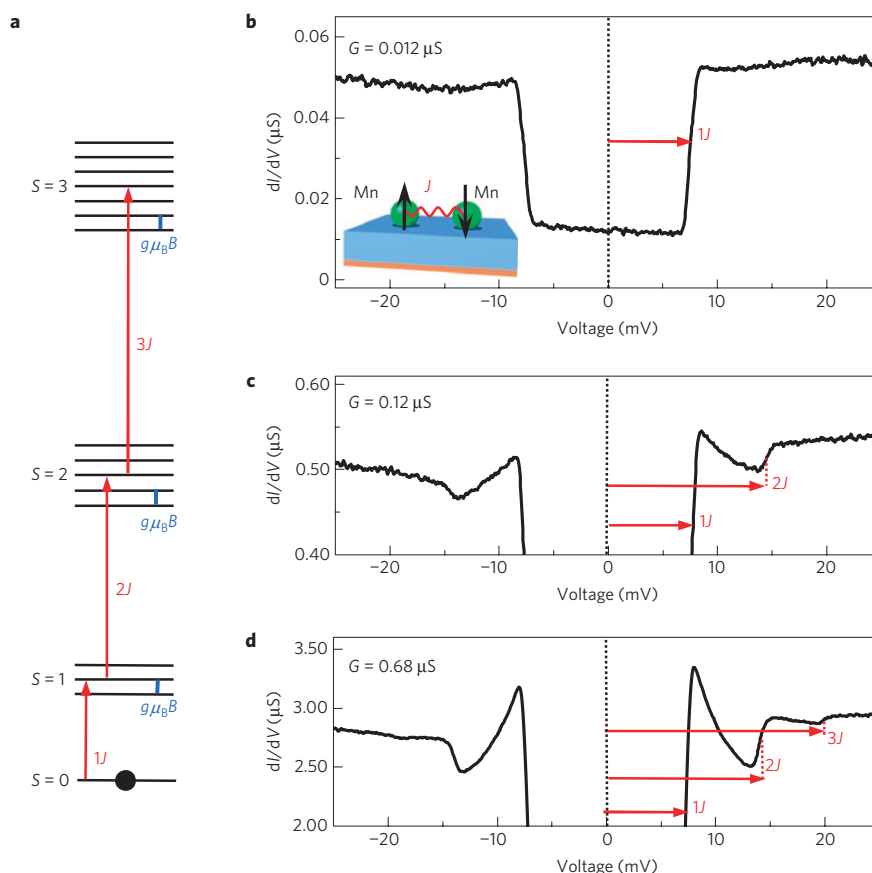 a
S = 3
gμBB
3J
S = 2
gμBB
2J
S = 1
gμBB
1J
S = 0
b
G = 0.012 μS
0.06
0.04
0.02
0
dI/dV (μS)
1J
Mn
J
Mn
−20
−10
0
10
20
Voltage (mV)
c
G = 0.12 μS
0.60
0.50
0.40
dI/dV (μS)
2J
1J
−20
−10
0
10
20
Voltage (mV)
d
G = 0.68 μS
3.50
3.00
2.50
2.00
dI/dV (μS)
3J
2J
1J
−20
−10
0
10
20
Voltage (mV)